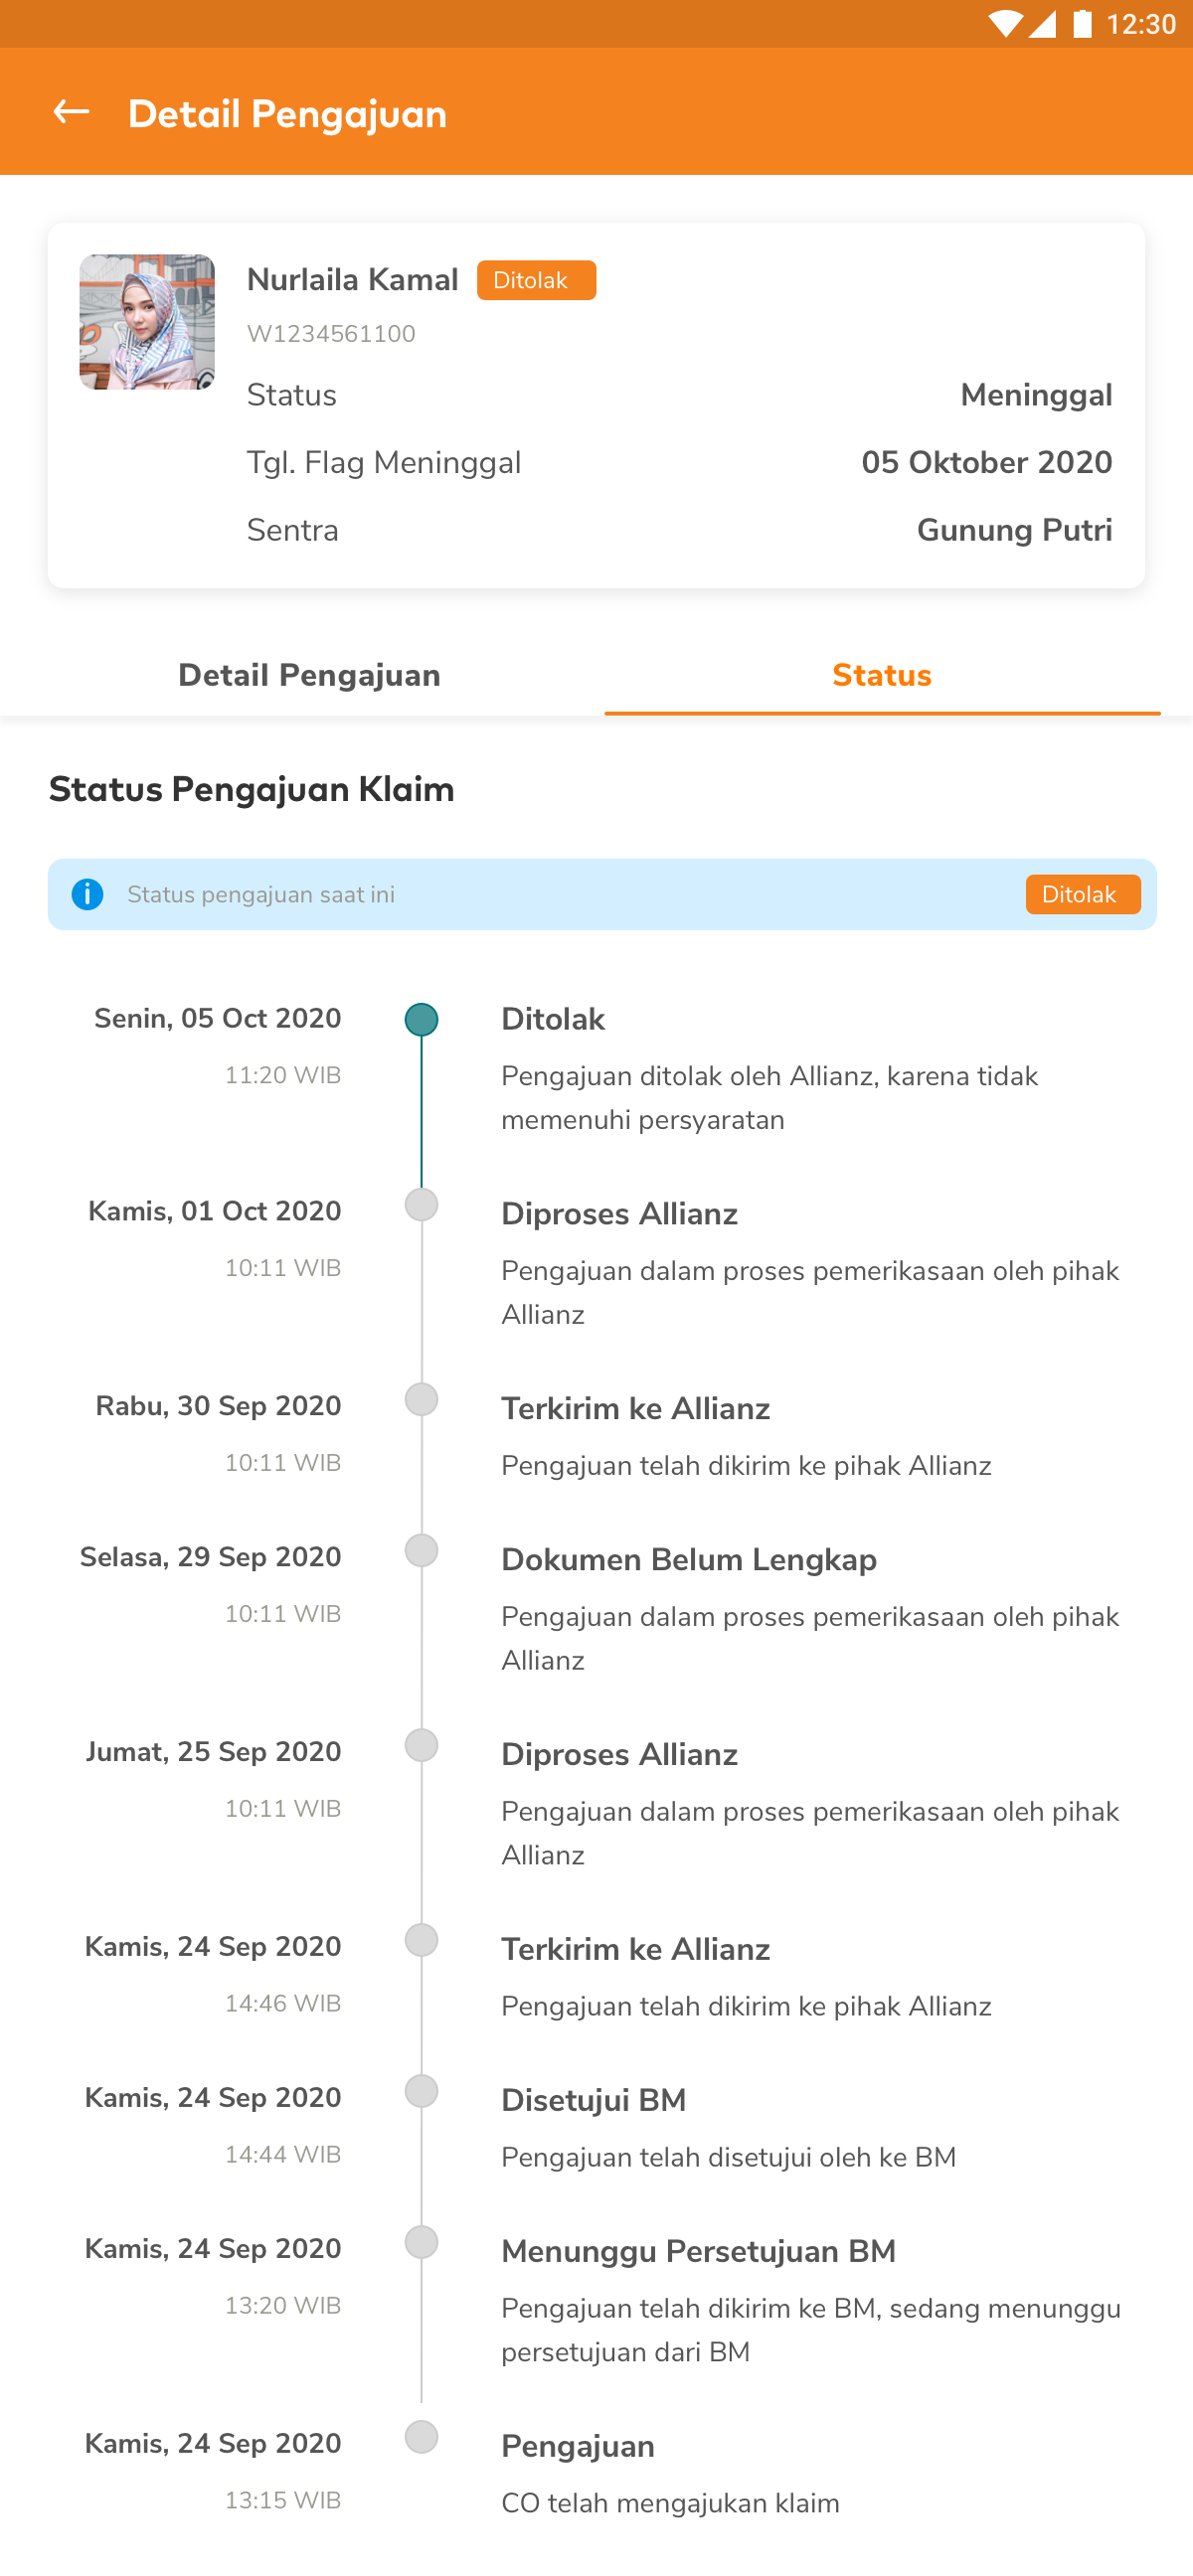 12:30
Detail Pengajuan
Nurlaila Kamal Ditolak
W1234561100
Status Meninggal
Tgl. Flag Meninggal 05 Oktober 2020
Sentra Gunung Putri
Detail Pengajuan Status
Status Pengajuan Klaim
Status pengajuan saat ini Ditolak
Senin, 05 Oct 2020 Ditolak
11:20 WIB Pengajuan ditolak oleh Allianz, karena tidak
memenuhi persyaratan
Kamis, 01 Oct 2020 Diproses Allianz
10:11 WIB Pengajuan dalam proses pemerikasaan oleh pihak
Allianz
Rabu, 30 Sep 2020 Terkirim ke Allianz
10:11 WIB Pengajuan telah dikirim ke pihak Allianz
Selasa, 29 Sep 2020 Dokumen Belum Lengkap
10:11 WIB Pengajuan dalam proses pemerikasaan oleh pihak
Allianz
Jumat, 25 Sep 2020 Diproses Allianz
10:11 WIB Pengajuan dalam proses pemerikasaan oleh pihak
Allianz
Kamis, 24 Sep 2020 Terkirim ke Allianz
14:46 WIB Pengajuan telah dikirim ke pihak Allianz
Kamis, 24 Sep 2020 Disetujui BM
14:44 WIB Pengajuan telah disetujui oleh ke BM
Kamis, 24 Sep 2020 Menunggu Persetujuan BM
13:20 WIB Pengajuan telah dikirim ke BM, sedang menunggu
persetujuan dari BM
Kamis, 24 Sep 2020 Pengajuan
13:15 WIB CO telah mengajukan klaim